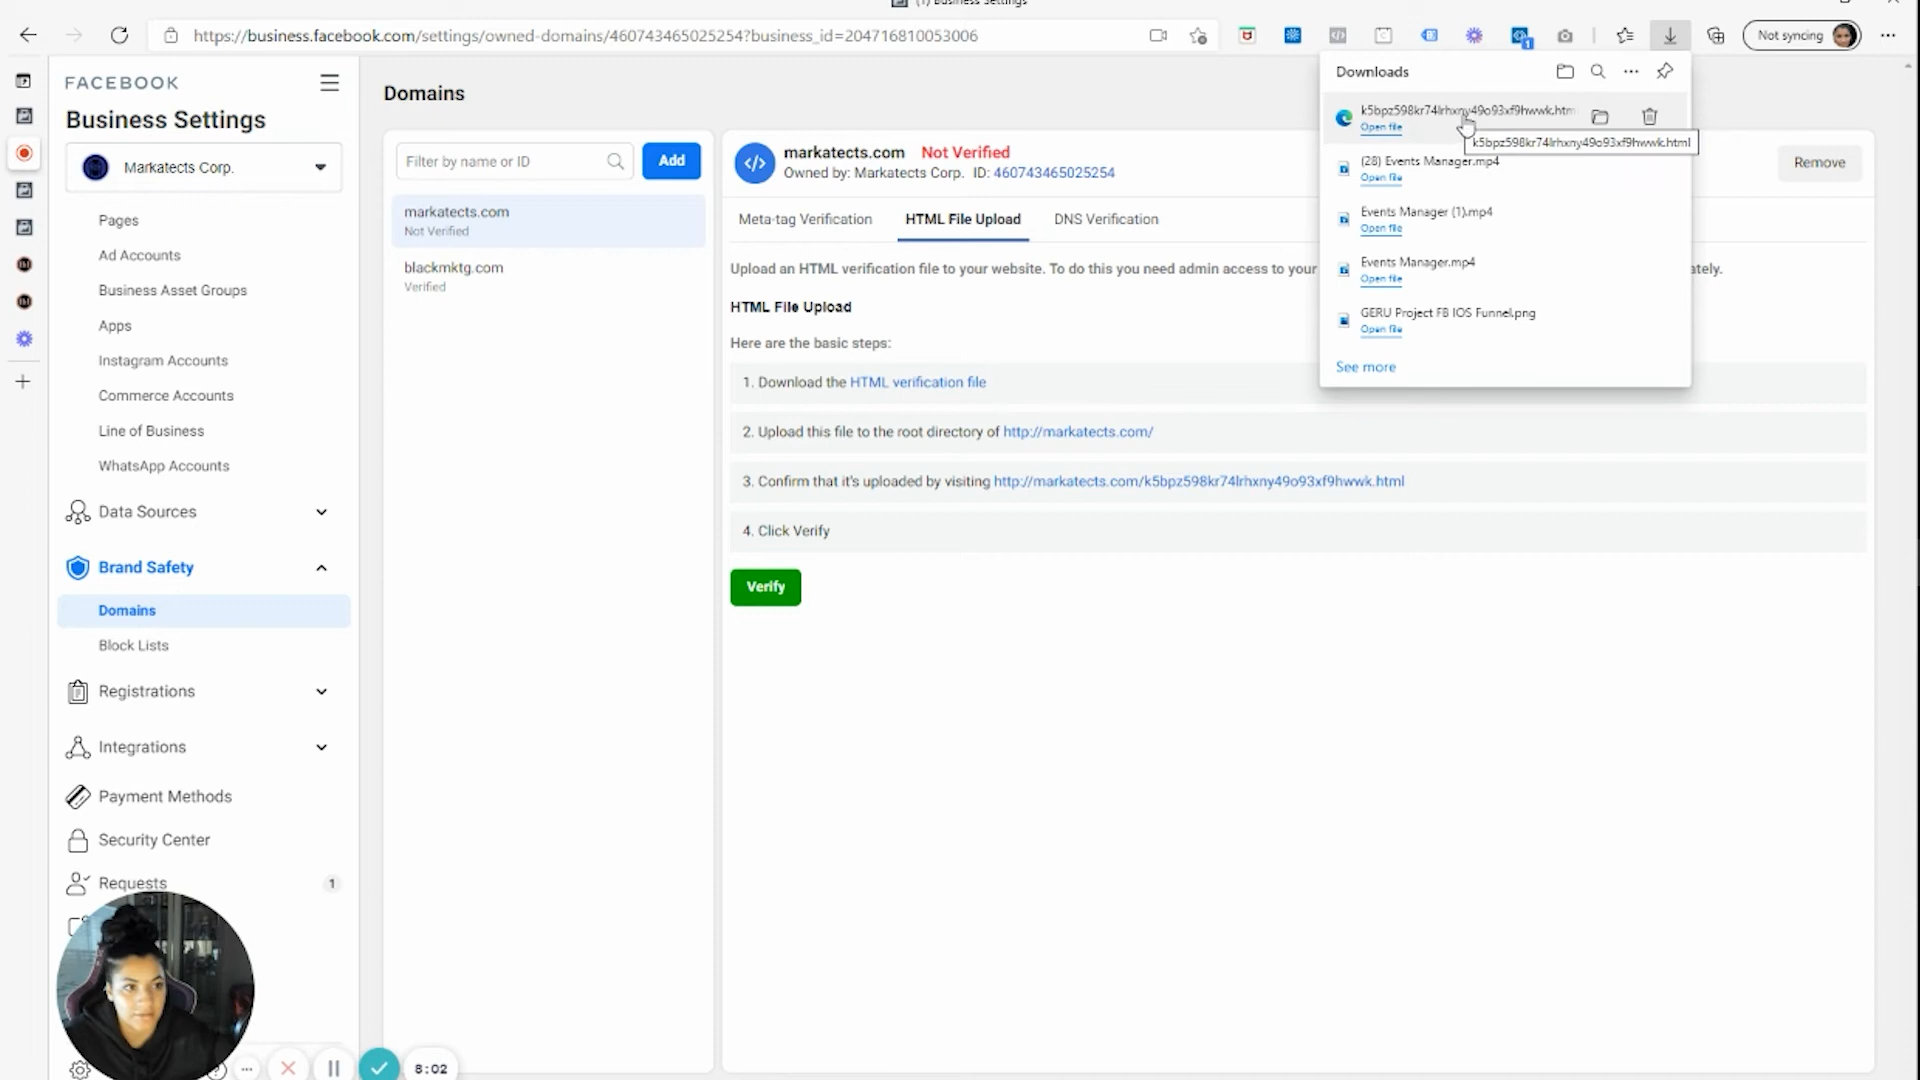 (1) Business Settings
https://business.facebook.com/settings/owned-domains/460743465025254?business_id=204716810053006
Not syncing
FACEBOOK
Business Settings
Markatects Corp.
Pages
Ad Accounts
Business Asset Groups
Apps
Instagram Accounts
Commerce Accounts
Line of Business
WhatsApp Accounts
Data Sources
Brand Safety
Domains
Block Lists
Registrations
Integrations
Payment Methods
Security Center
Requests 1
8:02
Domains
Filter by name or ID
Add
markatects.com
Not Verified
blackmktg.com
Verified
markatects.com Not Verified
Owned by: Markatects Corp. ID: 460743465025254
Remove
Meta-tag Verification HTML File Upload DNS Verification
Upload an HTML verification file to your website. To do this you need admin access to your ately.
HTML File Upload
Here are the basic steps:
1. Download the HTML verification file
2. Upload this file to the root directory of http://markatects.com/
3. Confirm that it's uploaded by visiting http://markatects.com/k5bpz598kr74lrhxny49o93xf9hwwk.html
4. Click Verify
Verify
Downloads
k5bpz598kr74lrhxny49o93xf9hwwk.htm
Open file
k5bpz598kr74lrhxny49o93xf9hwwk.html
(28) Events Manager.mp4
Open file
Events Manager (1).mp4
Open file
Events Manager.mp4
Open file
GERU Project FB IOS Funnel.png
Open file
See more